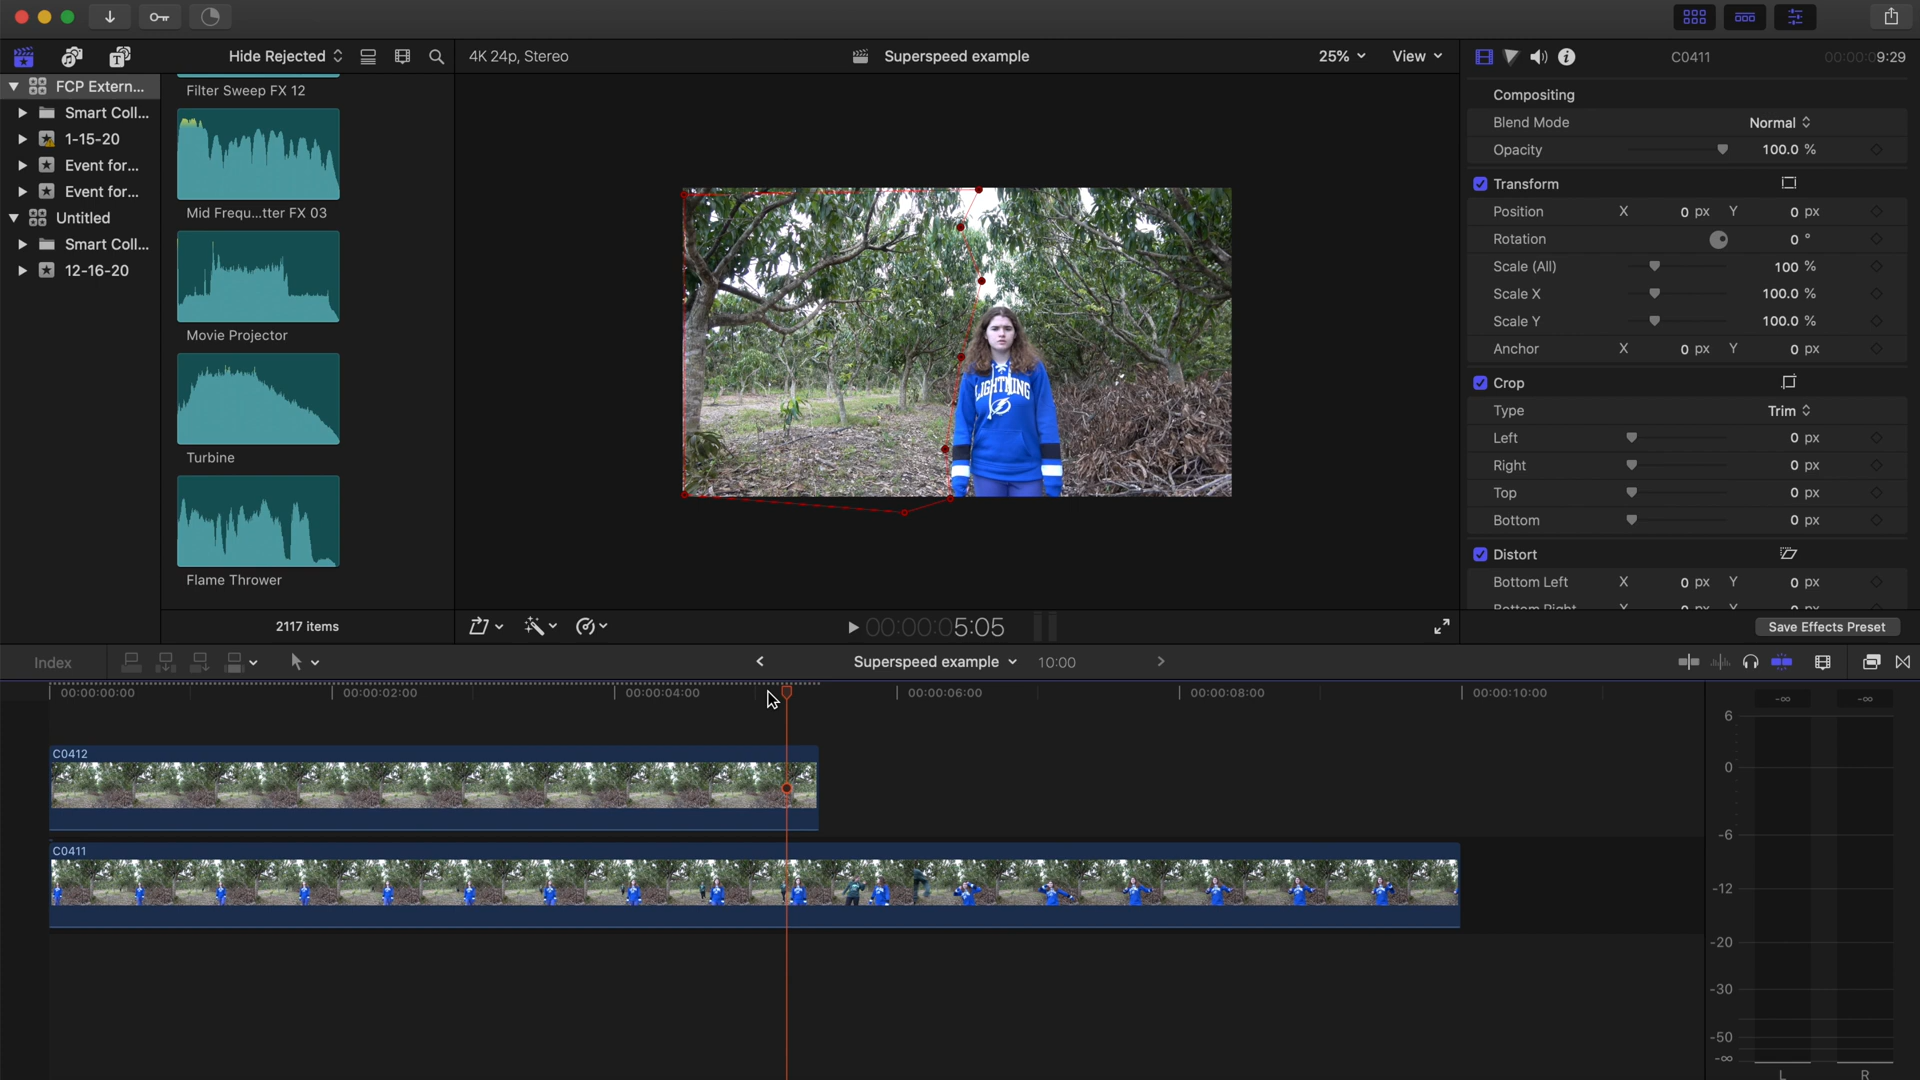 Hide Rejected
4K 24p, Stereo
Superspeed example
25%
View
C0411
00:00:09:29
FCP Extern...
Smart Coll...
1-15-20
Event for...
Event for...
Untitled
Smart Coll...
12-16-20
Filter Sweep FX 12
Mid Frequ...tter FX 03
Movie Projector
Turbine
Flame Thrower
2117 items
LIGHTNING
Compositing
Blend Mode Normal
Opacity 100.0 %
Transform
Position X 0 px Y 0 px
Rotation 0 °
Scale (All) 100 %
Scale X 100.0 %
Scale Y 100.0 %
Anchor X 0 px Y 0 px
Crop
Type Trim
Left 0 px
Right 0 px
Top 0 px
Bottom 0 px
Distort
Bottom Left X 0 px Y 0 px
Bottom Right X 0 px Y 0 px
Save Effects Preset
00:00:05:05
Index
Superspeed example 10:00
00:00:00:00 00:00:02:00 00:00:04:00 00:00:06:00 00:00:08:00 00:00:10:00
C0412
C0411
-∞ -∞
6
0
-6
-12
-20
-30
-50
-∞
L R